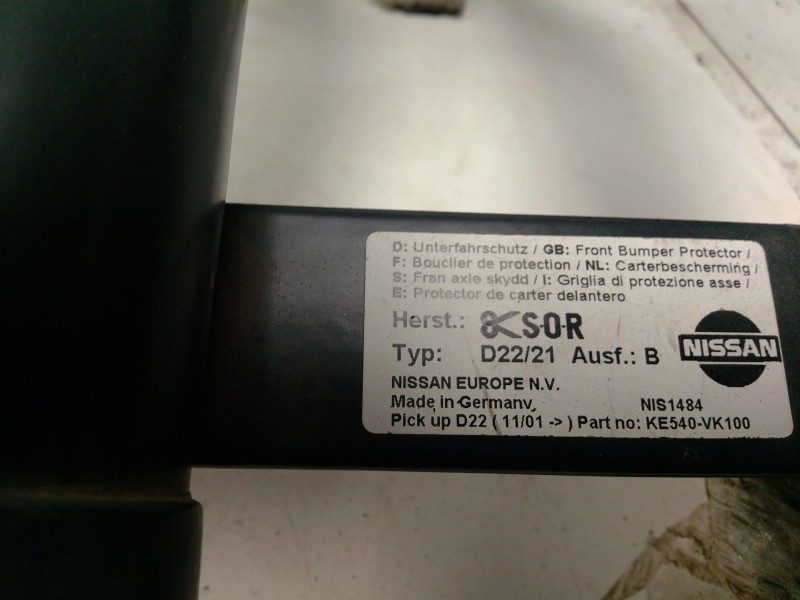 D: Unterfahrschutz / GB: Front Bumper Protector /
F: Bouclier de protection / NL: Carterbescherming /
S: Fran axle skydd / I: Griglia di protezione asse /
E: Protector de carter delantero
Herst.: S·O·R
Typ: D22/21 Ausf.: B
NISSAN
NISSAN EUROPE N.V.
Made in Germany NIS1484
Pick up D22 ( 11/01 -> ) Part no: KE540-VK100